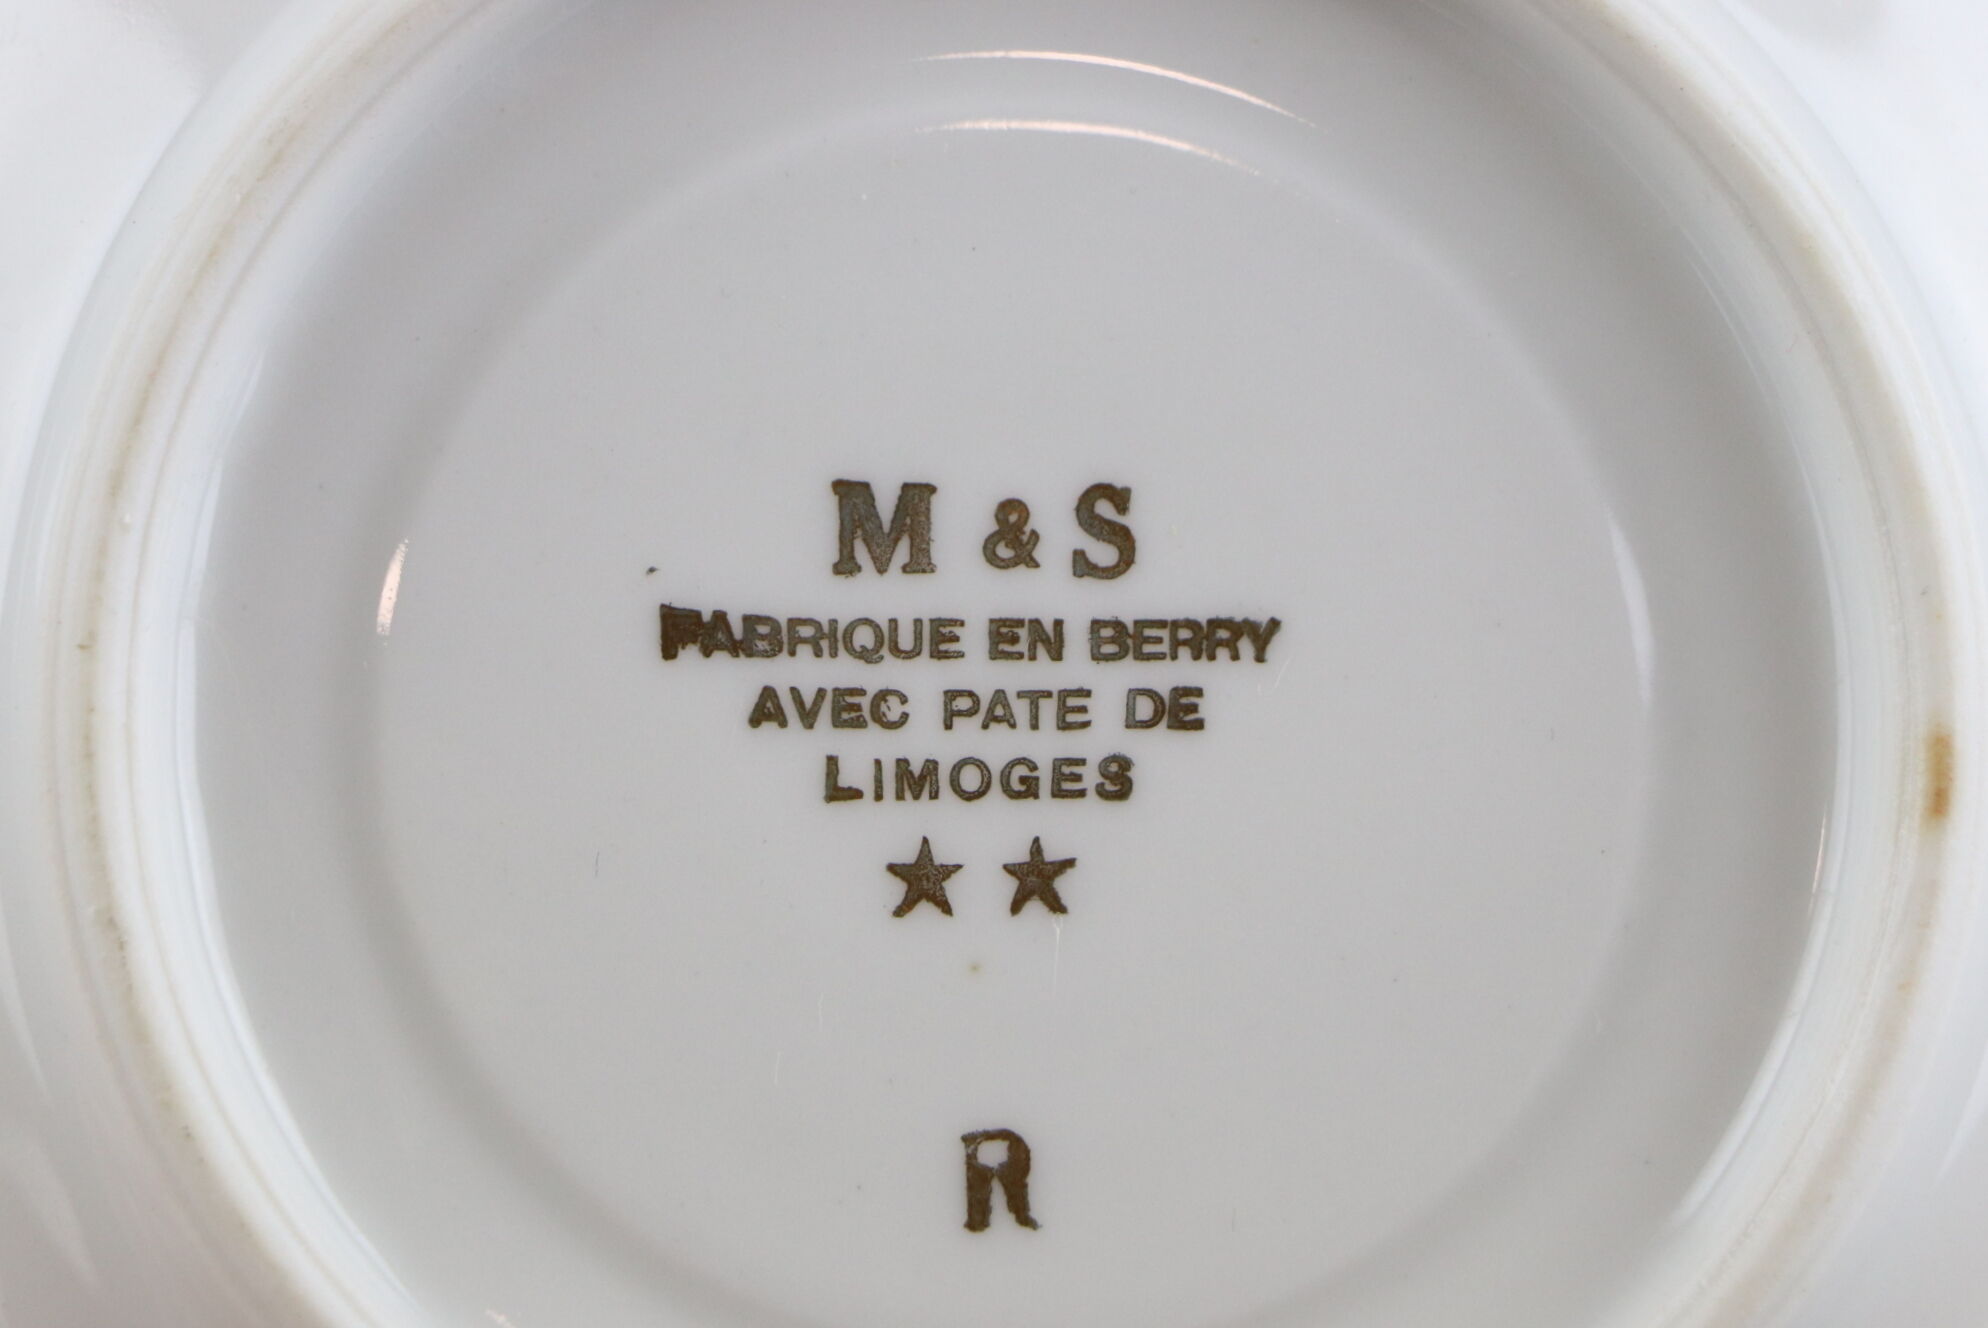 M & S
FABRIQUE EN BERRY
AVEC PATE DE
LIMOGES
★ ★
R